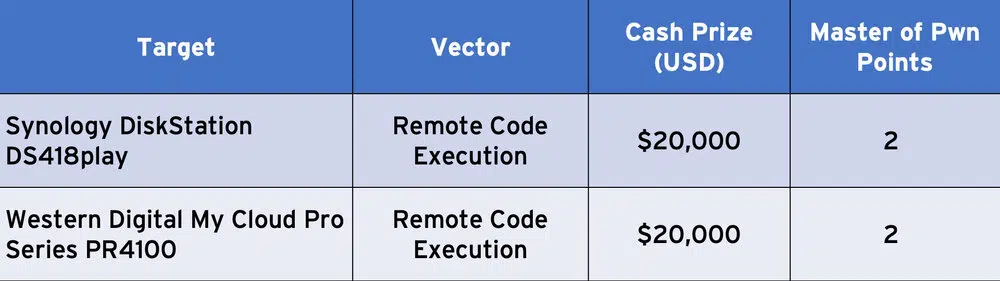 Target
Vector
Cash Prize
(USD)
Master of Pwn
Points
Synology DiskStation
DS418play
Remote Code
Execution
$20,000
2
Western Digital My Cloud Pro
Series PR4100
Remote Code
Execution
$20,000
2